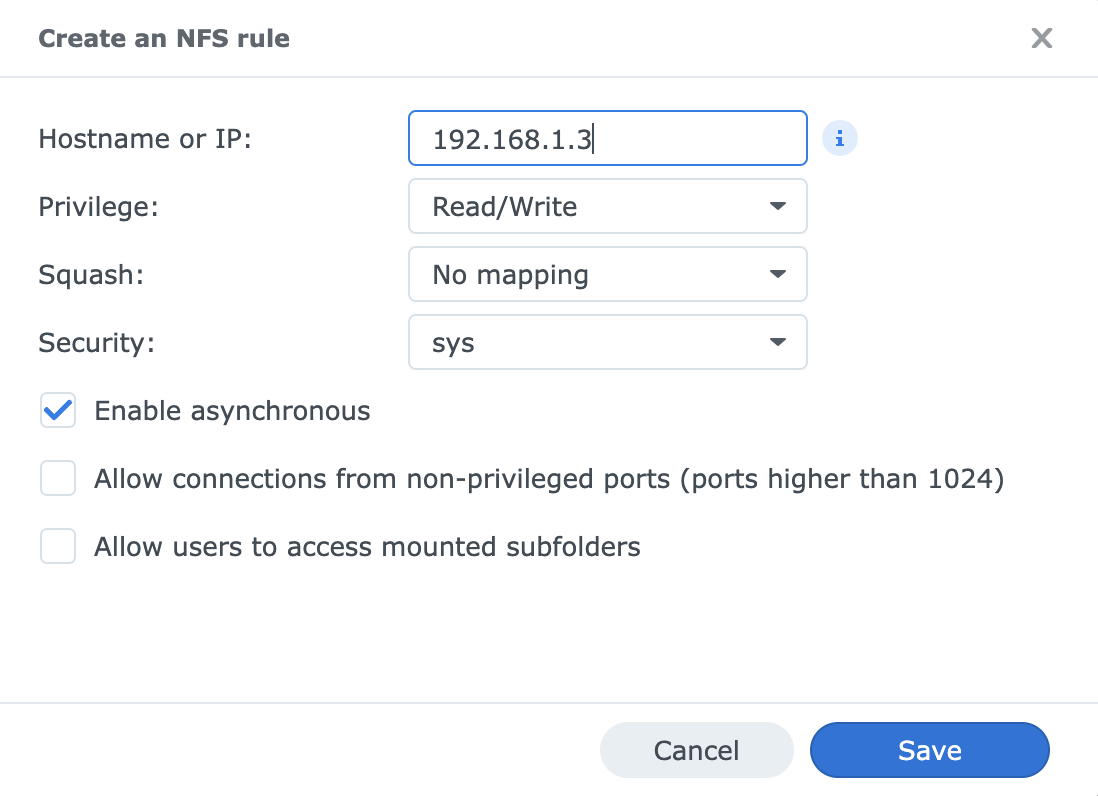 Create an NFS rule
Hostname or IP: 192.168.1.3
Privilege: Read/Write
Squash: No mapping
Security: sys
Enable asynchronous
Allow connections from non-privileged ports (ports higher than 1024)
Allow users to access mounted subfolders
Cancel Save